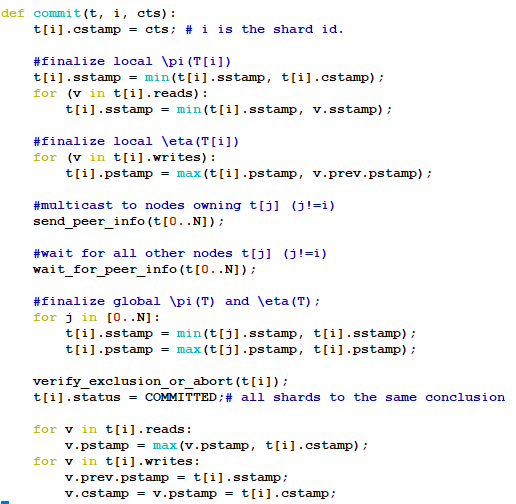 def commit(t, i, cts):
    t[i].cstamp = cts; # i is the shard id.

    #finalize local \pi(T[i])
    t[i].sstamp = min(t[i].sstamp, t[i].cstamp);
    for (v in t[i].reads):
        t[i].sstamp = min(t[i].sstamp, v.sstamp);

    #finalize local \eta(T[i])
    for (v in t[i].writes):
        t[i].pstamp = max(t[i].pstamp, v.prev.pstamp);

    #multicast to nodes owning t[j] (j!=i)
    send_peer_info(t[0..N]);

    #wait for all other nodes t[j] (j!=i)
    wait_for_peer_info(t[0..N]);

    #finalize global \pi(T) and \eta(T);
    for j in [0..N]:
        t[i].sstamp = min(t[j].sstamp, t[i].sstamp);
        t[i].pstamp = max(t[j].pstamp, t[i].pstamp);

    verify_exclusion_or_abort(t[i]);
    t[i].status = COMMITTED;# all shards to the same conclusion

    for v in t[i].reads:
        v.pstamp = max(v.pstamp, t[i].cstamp);
    for v in t[i].writes:
        v.prev.pstamp = t[i].sstamp;
        v.cstamp = v.pstamp = t[i].cstamp;